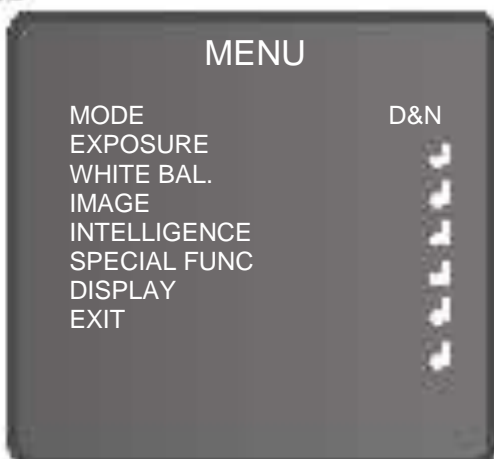 MENU
MODE D&N
EXPOSURE
WHITE BAL.
IMAGE
INTELLIGENCE
SPECIAL FUNC
DISPLAY
EXIT